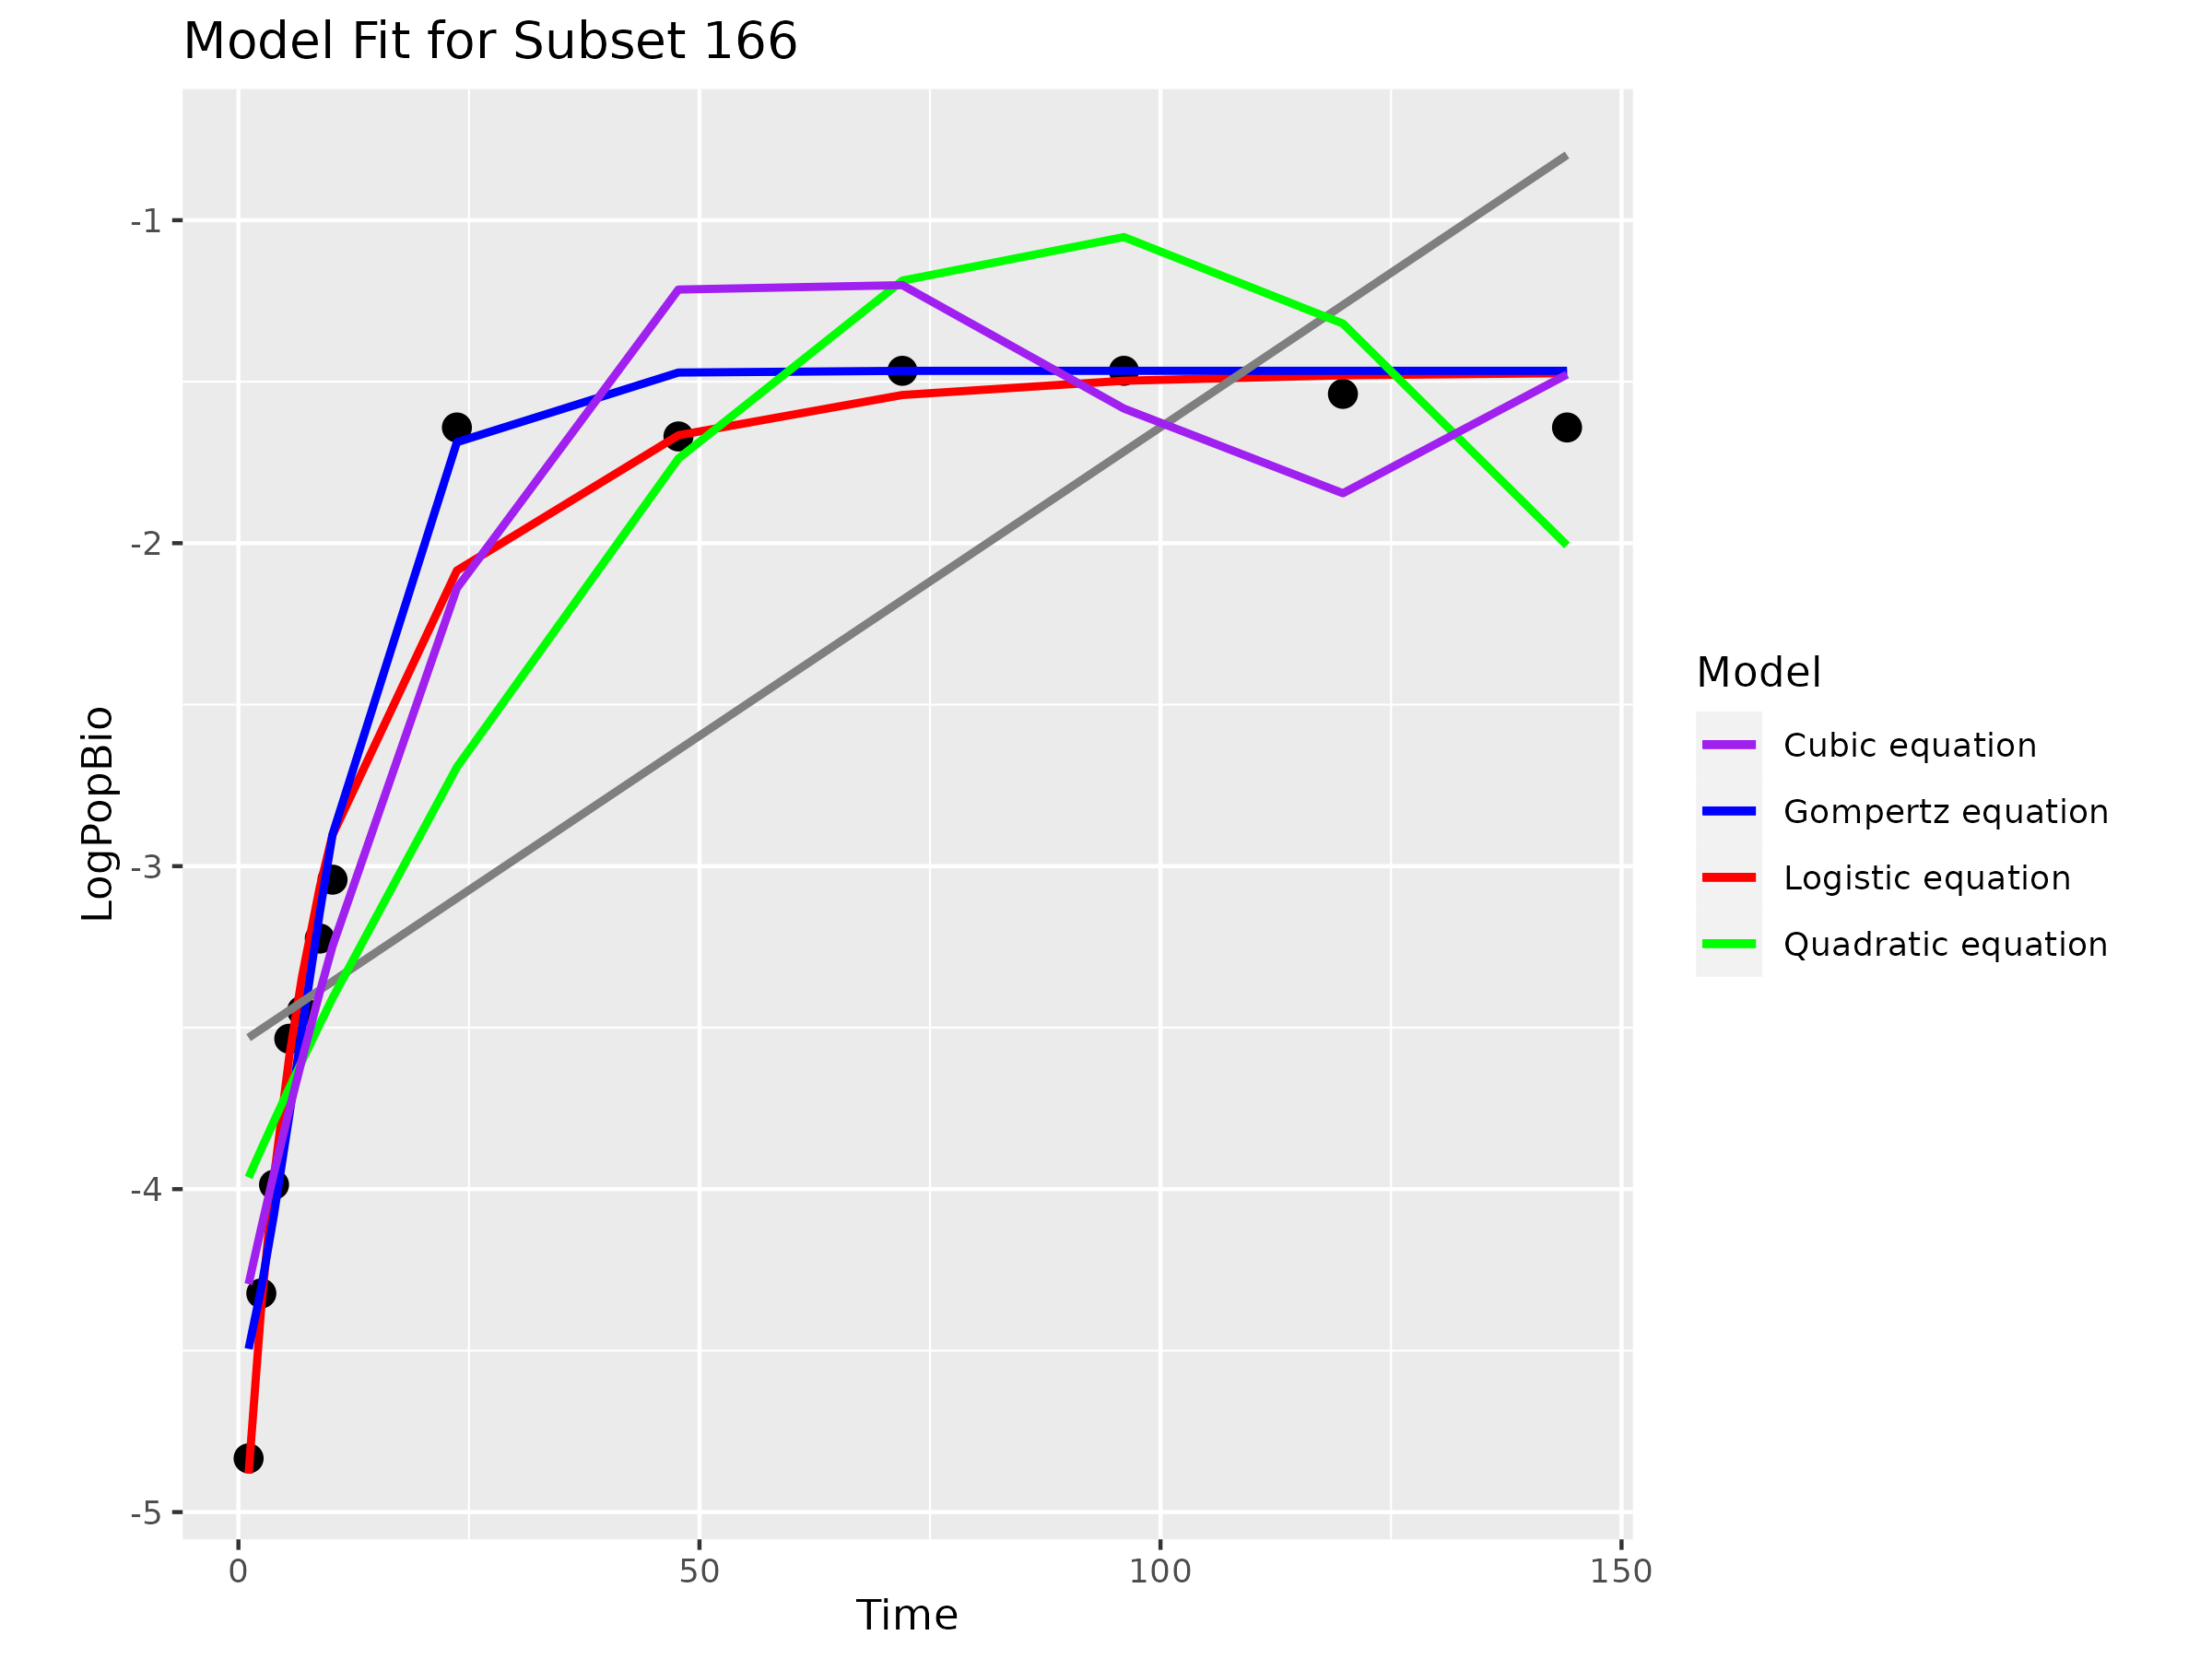 Model Fit for Subset 166
-1
-2
-3
-4
-5
LogPopBio
0 50 100 150
Time
Model
Cubic equation
Gompertz equation
Logistic equation
Quadratic equation